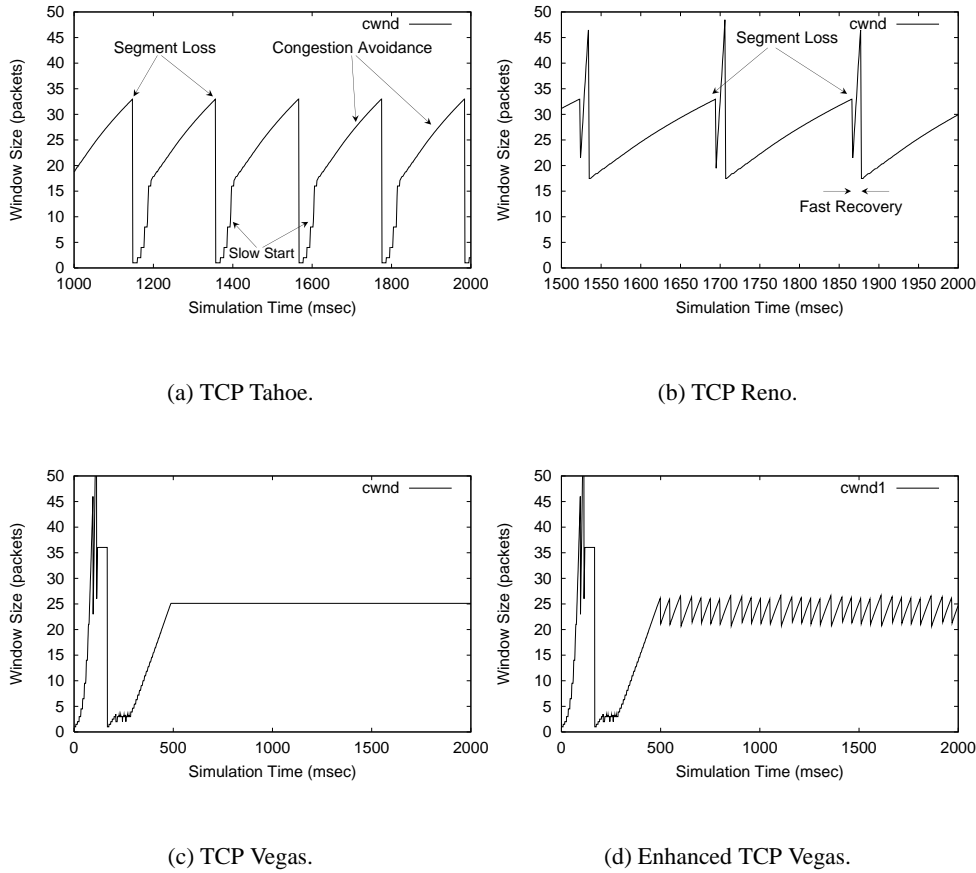 cwnd
Segment Loss
Congestion Avoidance
Slow Start
Window Size (packets)
50
45
40
35
30
25
20
15
10
5
0
1000 1200 1400 1600 1800 2000
Simulation Time (msec)
(a) TCP Tahoe.
cwnd
Segment Loss
Fast Recovery
Window Size (packets)
50
45
40
35
30
25
20
15
10
5
0
1500 1550 1600 1650 1700 1750 1800 1850 1900 1950 2000
Simulation Time (msec)
(b) TCP Reno.
cwnd
Window Size (packets)
50
45
40
35
30
25
20
15
10
5
0
0 500 1000 1500 2000
Simulation Time (msec)
(c) TCP Vegas.
cwnd1
Window Size (packets)
50
45
40
35
30
25
20
15
10
5
0
0 500 1000 1500 2000
Simulation Time (msec)
(d) Enhanced TCP Vegas.